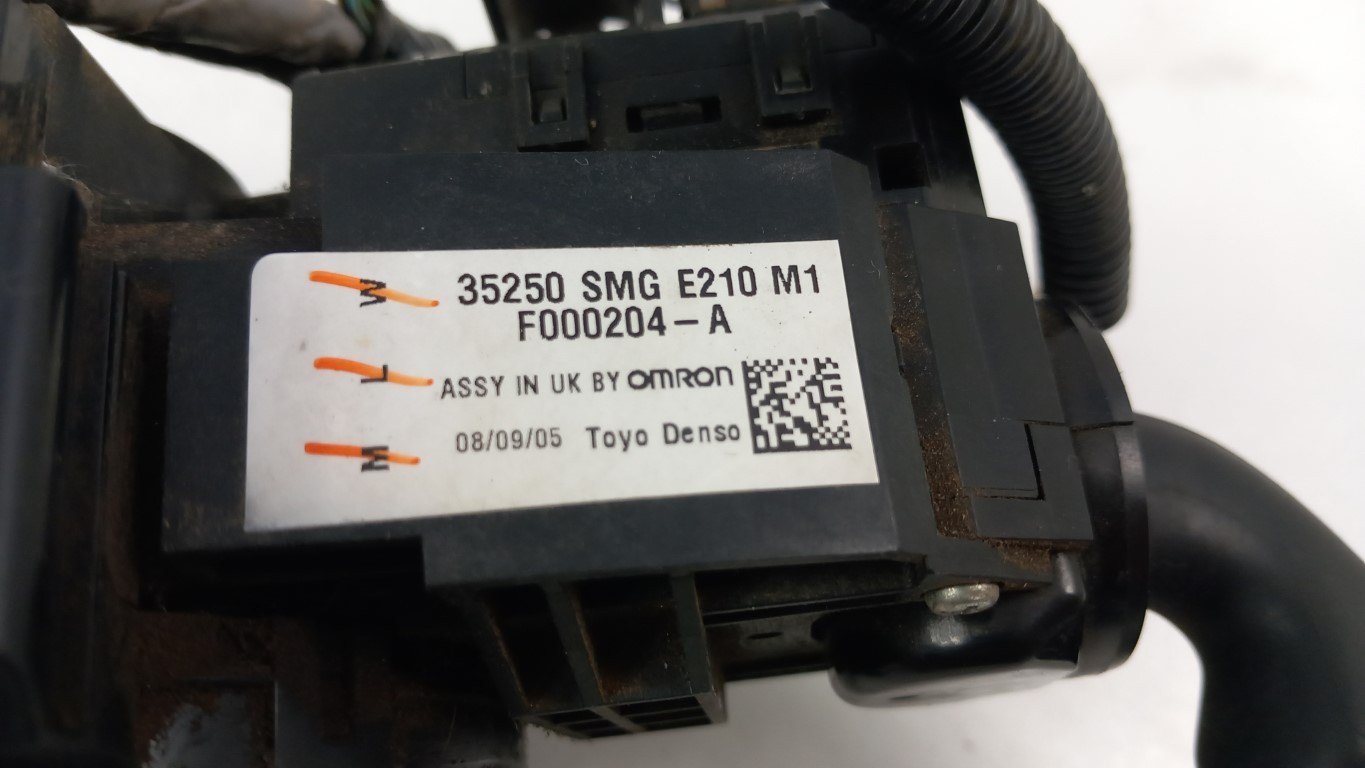 35250 SMG E210 M1
F000204-A
ASSY IN UK BY OMRON
08/09/05 Toyo Denso
W
L
M